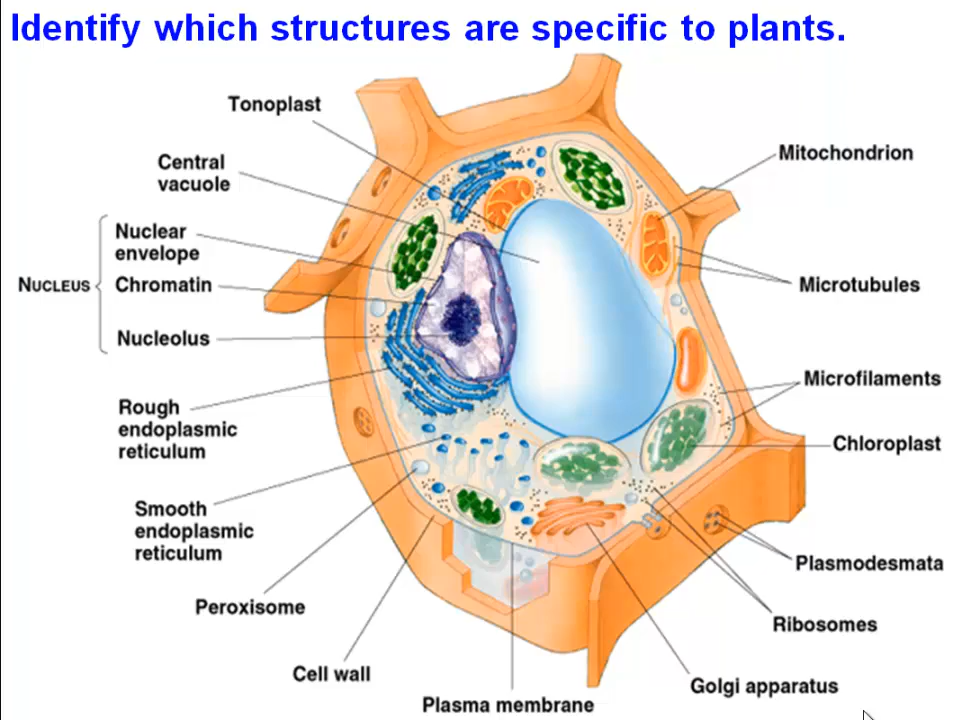 Identify which structures are specific to plants.
Tonoplast
Central
vacuole
Nuclear
envelope
NUCLEUS
Chromatin
Nucleolus
Rough
endoplasmic
reticulum
Smooth
endoplasmic
reticulum
Peroxisome
Cell wall
Plasma membrane
Mitochondrion
Microtubules
Microfilaments
Chloroplast
Plasmodesmata
Ribosomes
Golgi apparatus